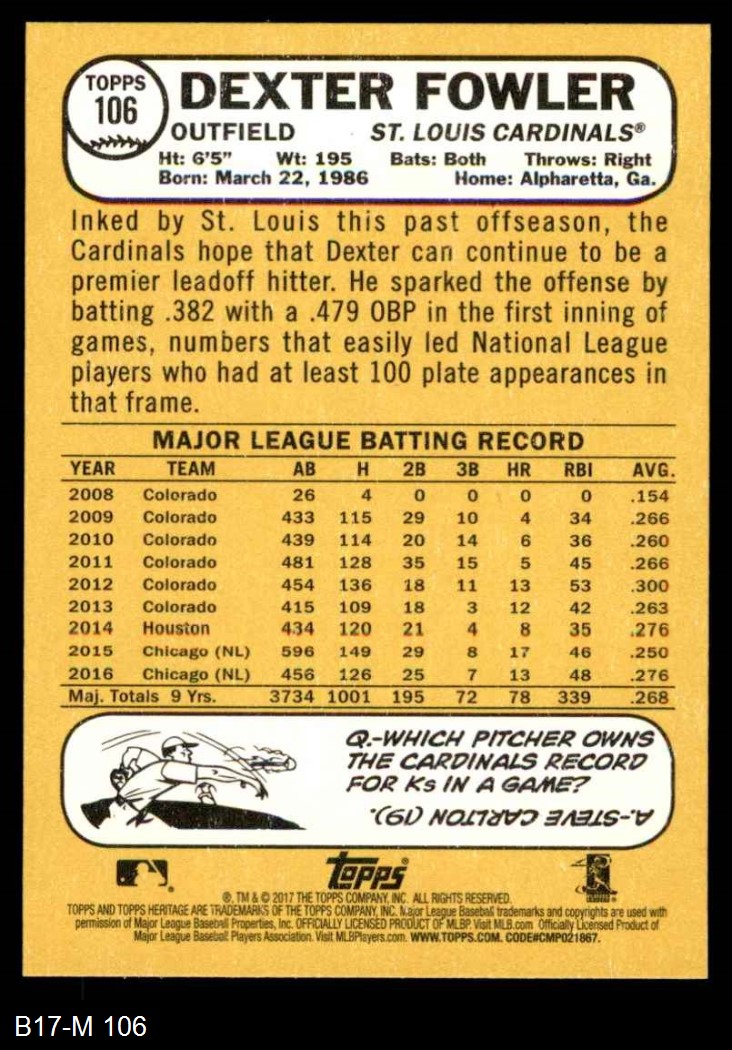 TOPPS
106
DEXTER FOWLER
OUTFIELD ST. LOUIS CARDINALS®
Ht: 6'5" Wt: 195 Bats: Both Throws: Right
Born: March 22, 1986 Home: Alpharetta, Ga.
Inked by St. Louis this past offseason, the
Cardinals hope that Dexter can continue to be a
premier leadoff hitter. He sparked the offense by
batting .382 with a .479 OBP in the first inning of
games, numbers that easily led National League
players who had at least 100 plate appearances in
that frame.
MAJOR LEAGUE BATTING RECORD
YEAR TEAM AB H 2B 3B HR RBI AVG.
2008 Colorado 26 4 0 0 0 0 .154
2009 Colorado 433 115 29 10 4 34 .266
2010 Colorado 439 114 20 14 6 36 .260
2011 Colorado 481 128 35 15 5 45 .266
2012 Colorado 454 136 18 11 13 53 .300
2013 Colorado 415 109 18 3 12 42 .263
2014 Houston 434 120 21 4 8 35 .276
2015 Chicago (NL) 596 149 29 8 17 46 .250
2016 Chicago (NL) 456 126 25 7 13 48 .276
Maj. Totals 9 Yrs. 3734 1001 195 72 78 339 .268
Q.-WHICH PITCHER OWNS
THE CARDINALS RECORD
FOR Ks IN A GAME?
A.-STEVE CARLTON (19).
Topps
®, TM & © 2017 THE TOPPS COMPANY, INC. ALL RIGHTS RESERVED.
TOPPS AND TOPPS HERITAGE ARE TRADEMARKS OF THE TOPPS COMPANY, INC. Major League Baseball trademarks and copyrights are used with
permission of Major League Baseball Properties, Inc. OFFICIALLY LICENSED PRODUCT OF MLBP. Visit MLB.com Officially Licensed Product of
Major League Baseball Players Association. Visit MLBPlayers.com. WWW.TOPPS.COM. CODE#CMP021867.
B17-M 106